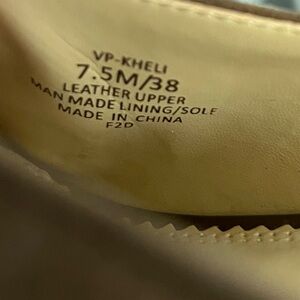 VP-KHELI
7.5M/38
LEATHER UPPER
MAN MADE LINING/SOLE
MADE IN CHINA
F2D